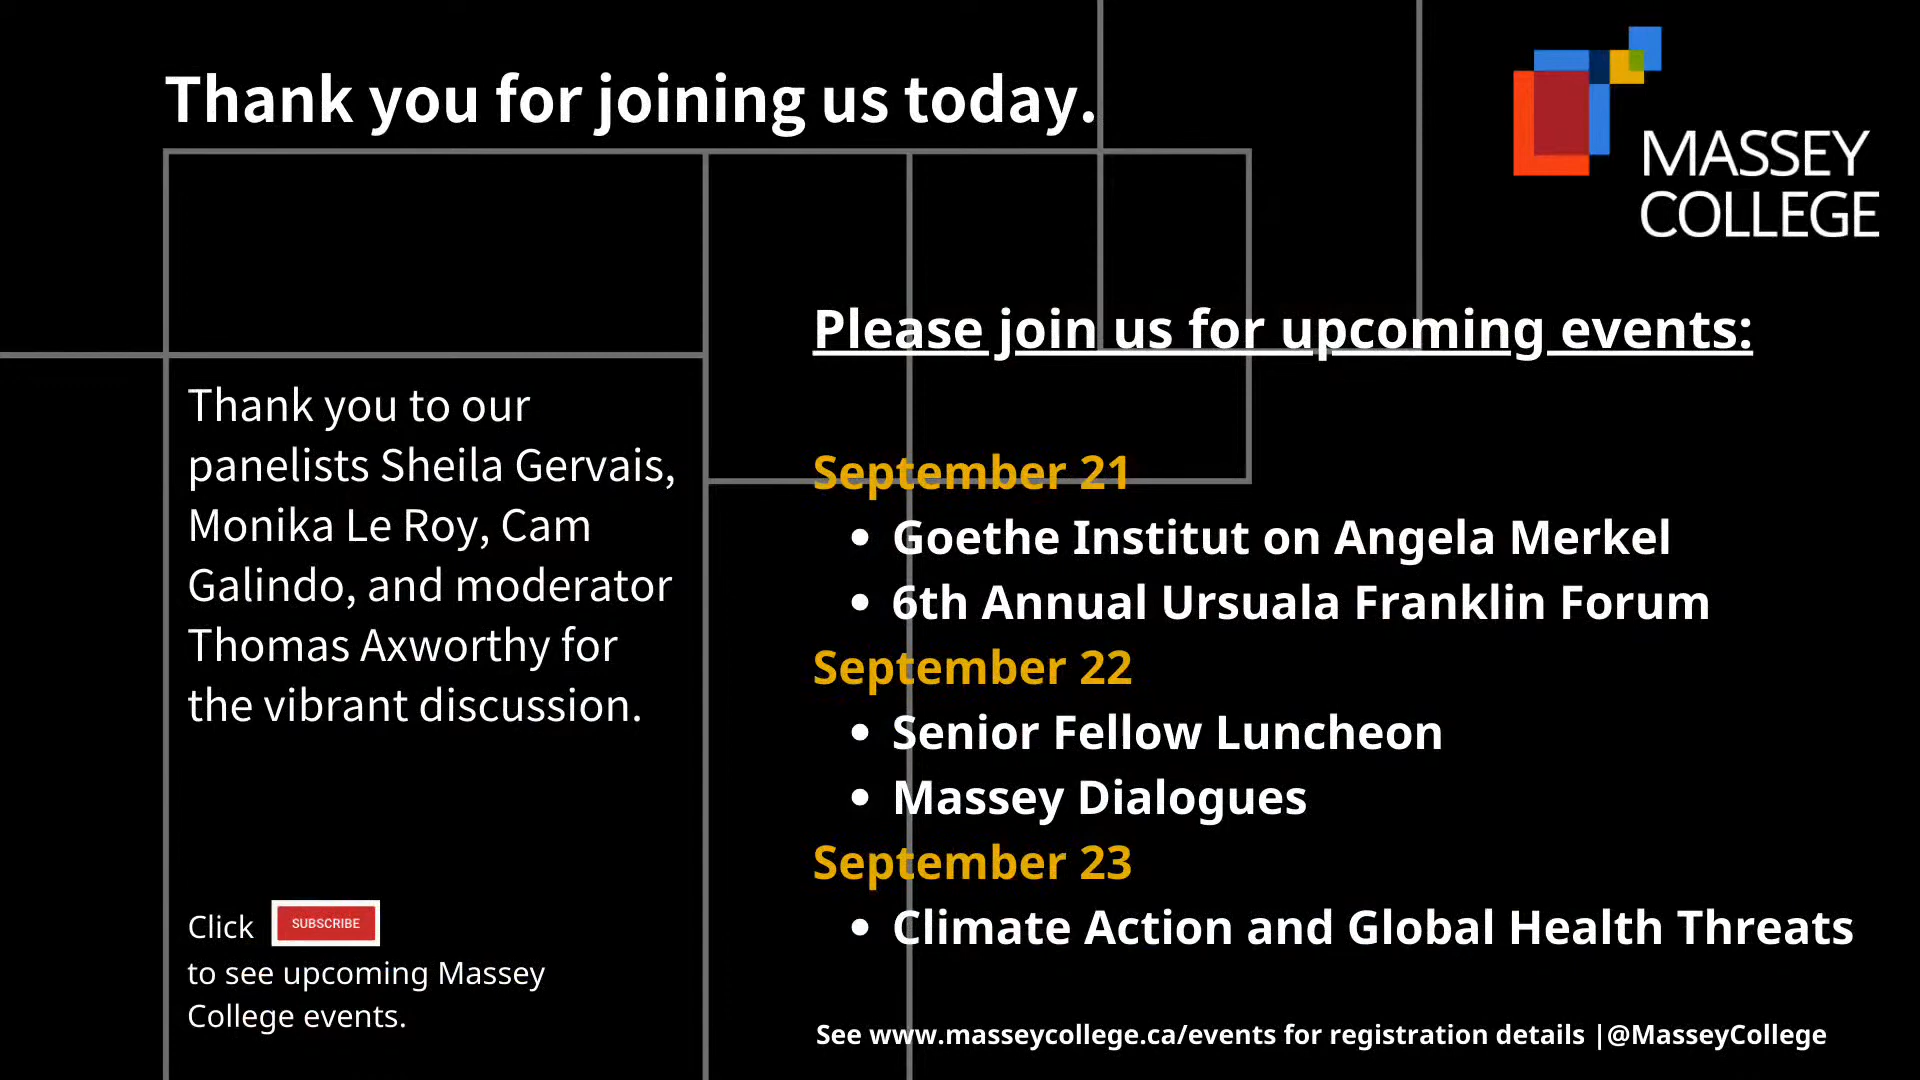 Thank you for joining us today.
MASSEY
COLLEGE
Thank you to our
panelists Sheila Gervais,
Monika Le Roy, Cam
Galindo, and moderator
Thomas Axworthy for
the vibrant discussion.
Click SUBSCRIBE
to see upcoming Massey
College events.
Please join us for upcoming events:
September 21
• Goethe Institut on Angela Merkel
• 6th Annual Ursuala Franklin Forum
September 22
• Senior Fellow Luncheon
• Massey Dialogues
September 23
• Climate Action and Global Health Threats
See www.masseycollege.ca/events for registration details |@MasseyCollege